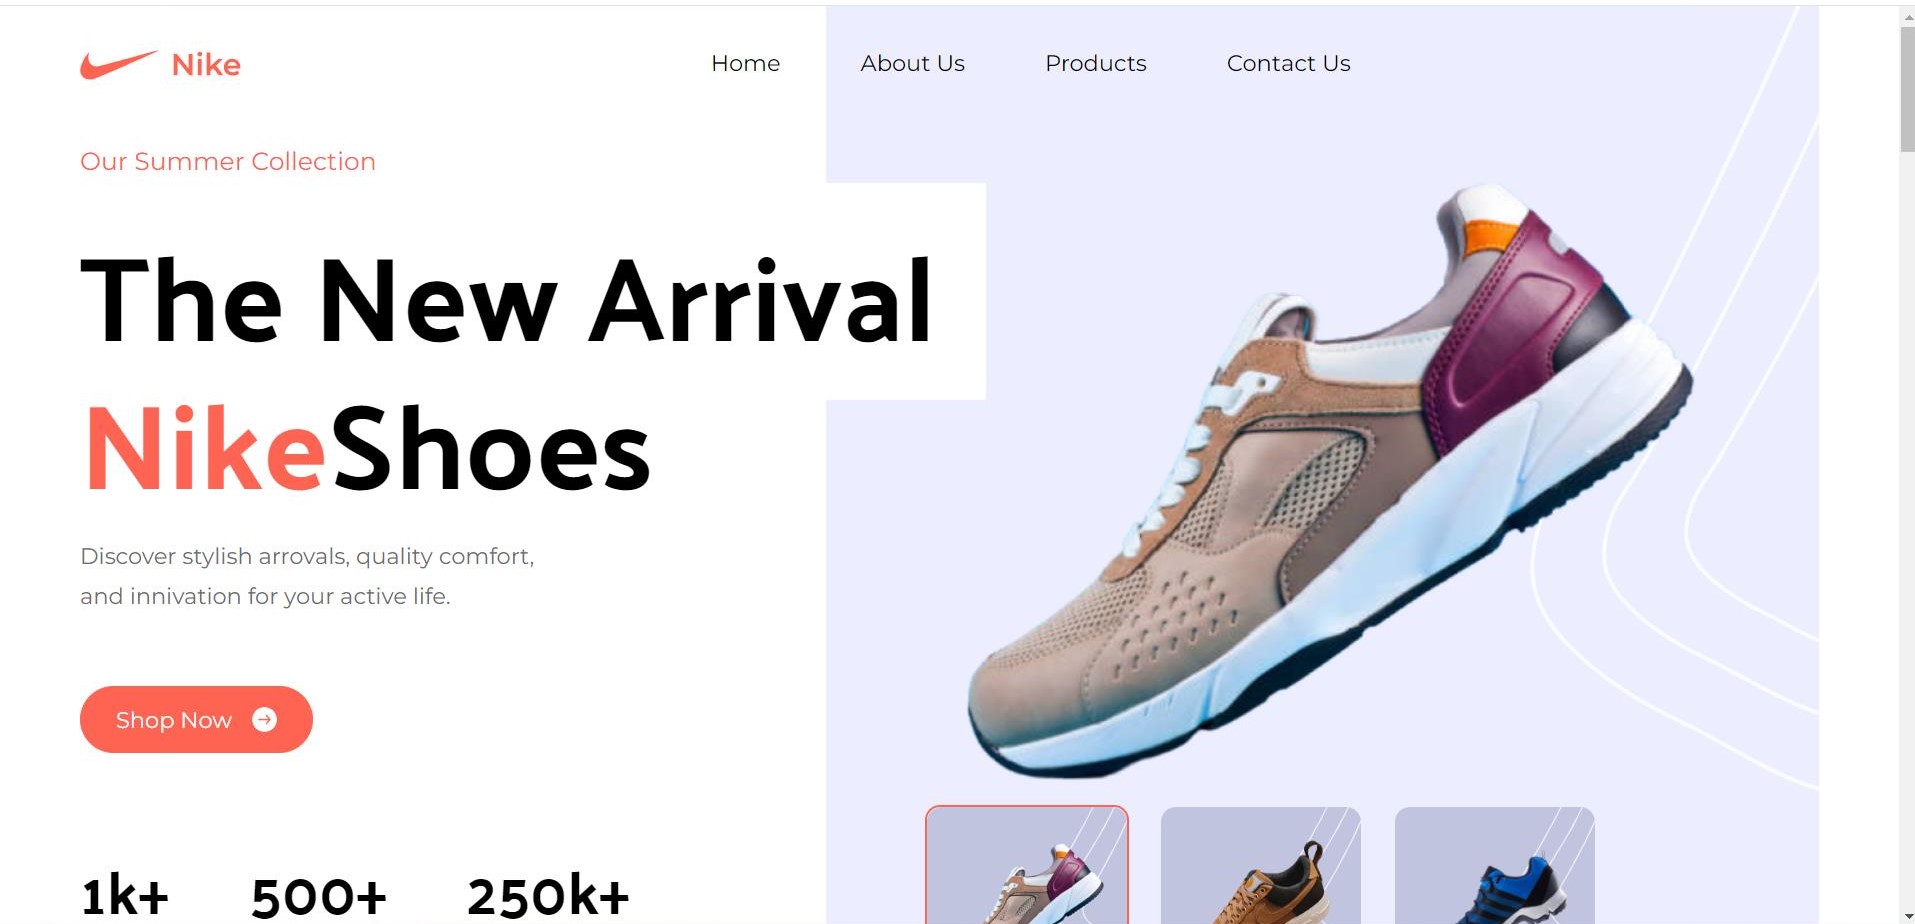 Nike
Home About Us Products Contact Us
Our Summer Collection
The New Arrival
NikeShoes
Discover stylish arrovals, quality comfort,
and innivation for your active life.
Shop Now
1k+ 500+ 250k+